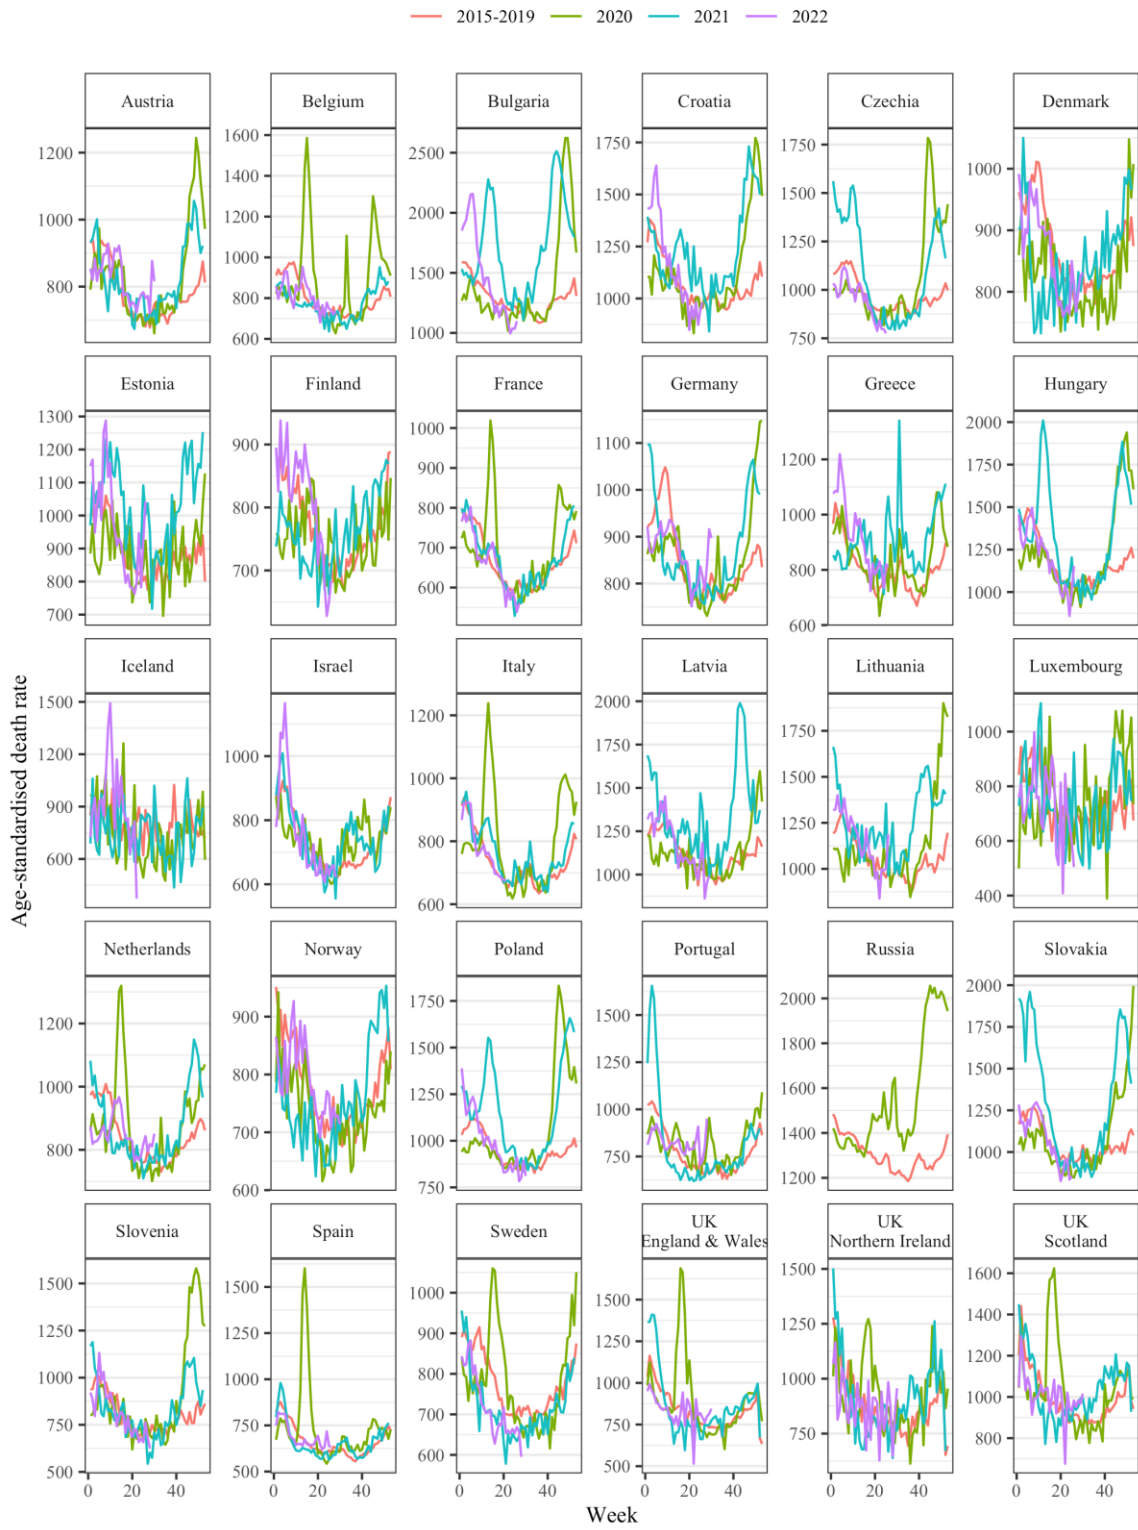 2015-2019 2020 2021 2022
Austria Belgium Bulgaria Croatia Czechia Denmark
1200 1000 800
1600 1400 1200 1000 800 600
2500 2000 1500 1000
1750 1500 1250 1000
1750 1500 1250 1000 750
1000 900 800
Estonia Finland France Germany Greece Hungary
1300 1200 1100 1000 900 800 700
900 800 700
1000 900 800 700 600
1100 1000 900 800
1200 1000 800 600
2000 1750 1500 1250 1000
Iceland Israel Italy Latvia Lithuania Luxembourg
1500 1200 900 600
1000 800 600
1200 1000 800 600
2000 1750 1500 1250 1000
1750 1500 1250 1000
1000 800 600 400
Netherlands Norway Poland Portugal Russia Slovakia
1200 1000 800
900 800 700 600
1750 1500 1250 1000 750
1500 1250 1000 750
2000 1800 1600 1400 1200
2000 1750 1500 1250 1000
Slovenia Spain Sweden UK England & Wales UK Northern Ireland UK Scotland
1500 1250 1000 750 500
1500 1250 1000 750 500
1000 900 800 700 600
1500 1250 1000 750 500
1500 1250 1000 750
1600 1400 1200 1000 800
0 20 40 0 20 40 0 20 40 0 20 40 0 20 40 0 20 40
Week
Age-standardised death rate